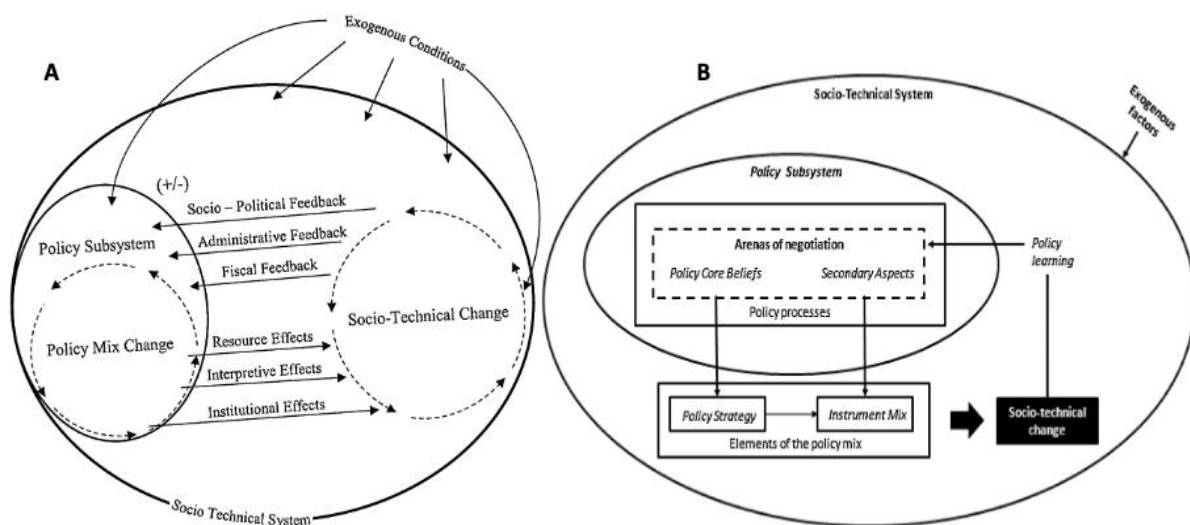 A
Exogenous Conditions
(+/-)
Socio – Political Feedback
Policy Subsystem
Administrative Feedback
Fiscal Feedback
Socio-Technical Change
Policy Mix Change
Resource Effects
Interpretive Effects
Institutional Effects
Socio Technical System
B
Socio-Technical System
Exogenous
factors
Policy Subsystem
Arenas of negotiation
Policy Core Beliefs
Secondary Aspects
Policy processes
Policy
learning
Policy Strategy
Instrument Mix
Elements of the policy mix
Socio-technical
change